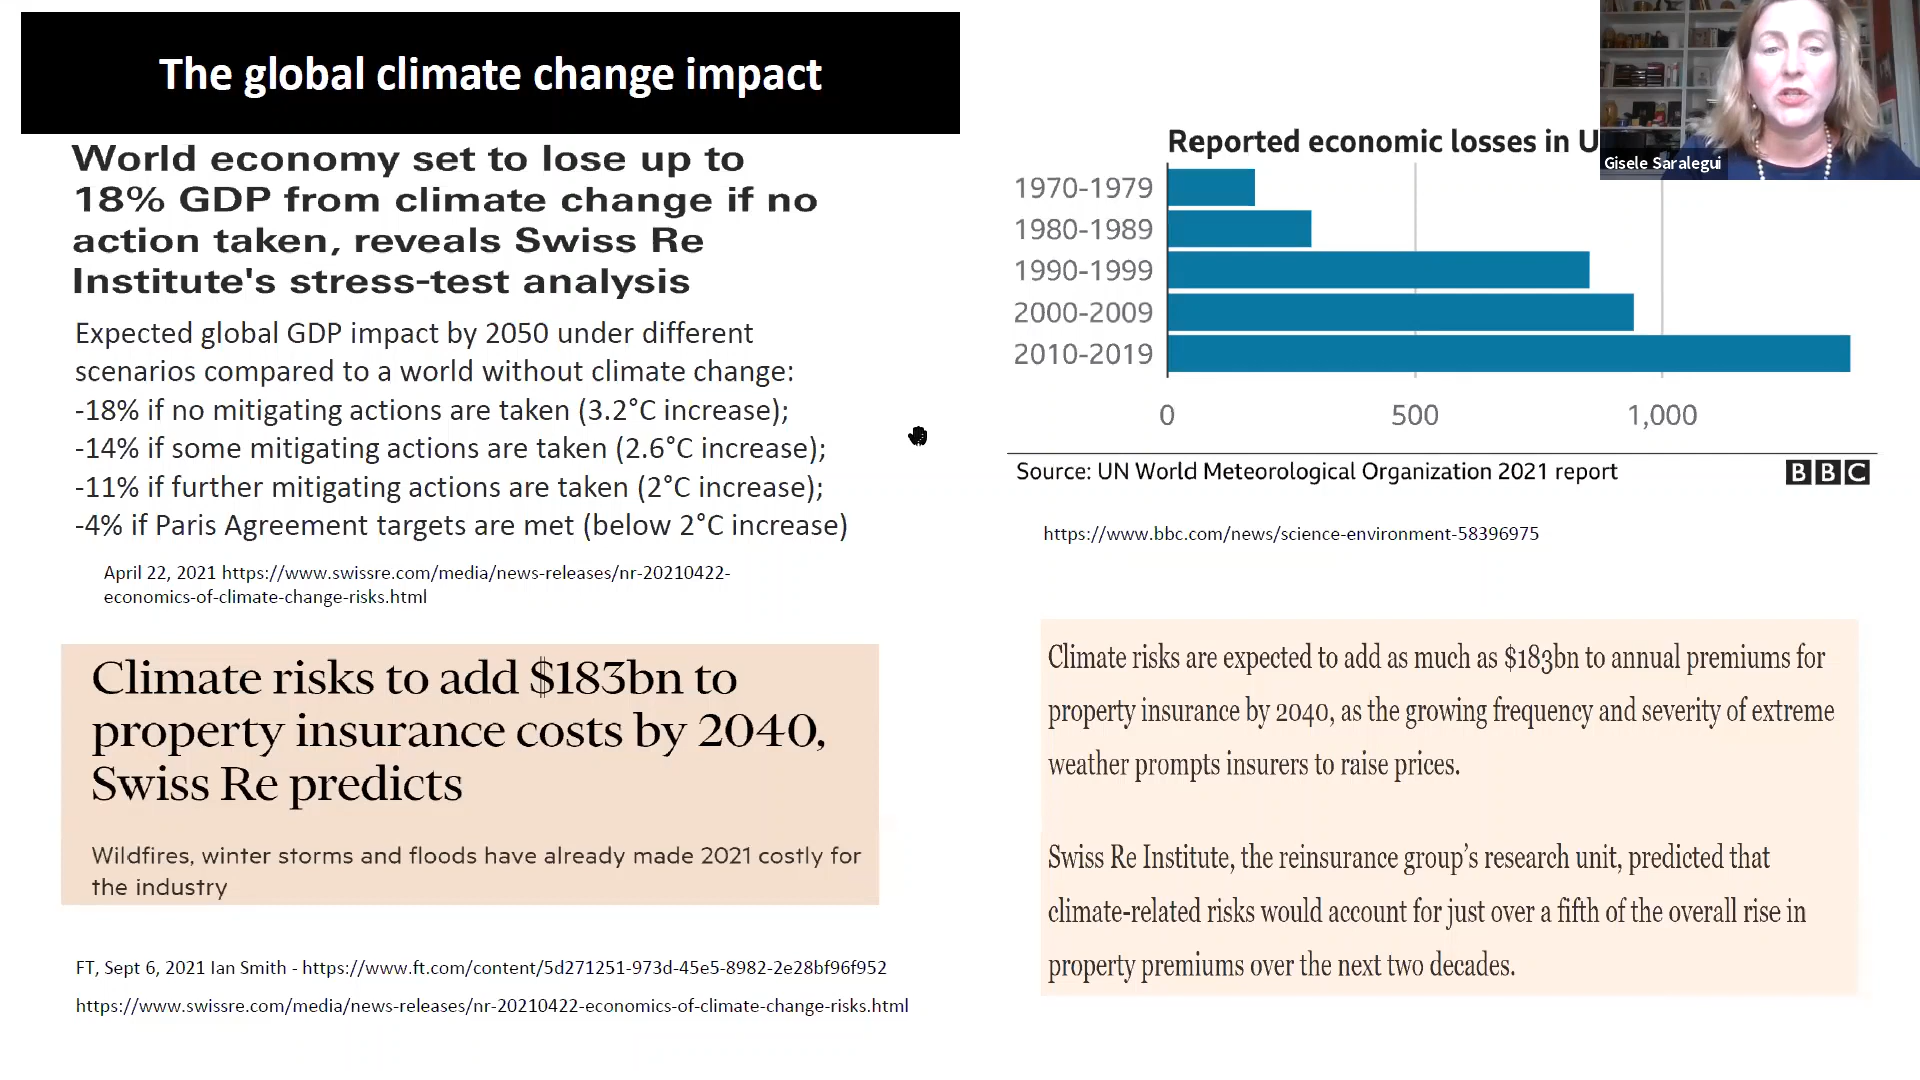 The global climate change impact
World economy set to lose up to
18% GDP from climate change if no
action taken, reveals Swiss Re
Institute's stress-test analysis
Expected global GDP impact by 2050 under different
scenarios compared to a world without climate change:
-18% if no mitigating actions are taken (3.2°C increase);
-14% if some mitigating actions are taken (2.6°C increase);
-11% if further mitigating actions are taken (2°C increase);
-4% if Paris Agreement targets are met (below 2°C increase)
April 22, 2021 https://www.swissre.com/media/news-releases/nr-20210422-
economics-of-climate-change-risks.html
Climate risks to add $183bn to
property insurance costs by 2040,
Swiss Re predicts
Wildfires, winter storms and floods have already made 2021 costly for
the industry
FT, Sept 6, 2021 Ian Smith - https://www.ft.com/content/5d271251-973d-45e5-8982-2e28bf96f952
https://www.swissre.com/media/news-releases/nr-20210422-economics-of-climate-change-risks.html
Reported economic losses in U
Gisele Saralegui
1970-1979
1980-1989
1990-1999
2000-2009
2010-2019
0 500 1,000
Source: UN World Meteorological Organization 2021 report BBC
https://www.bbc.com/news/science-environment-58396975
Climate risks are expected to add as much as $183bn to annual premiums for
property insurance by 2040, as the growing frequency and severity of extreme
weather prompts insurers to raise prices.
Swiss Re Institute, the reinsurance group's research unit, predicted that
climate-related risks would account for just over a fifth of the overall rise in
property premiums over the next two decades.